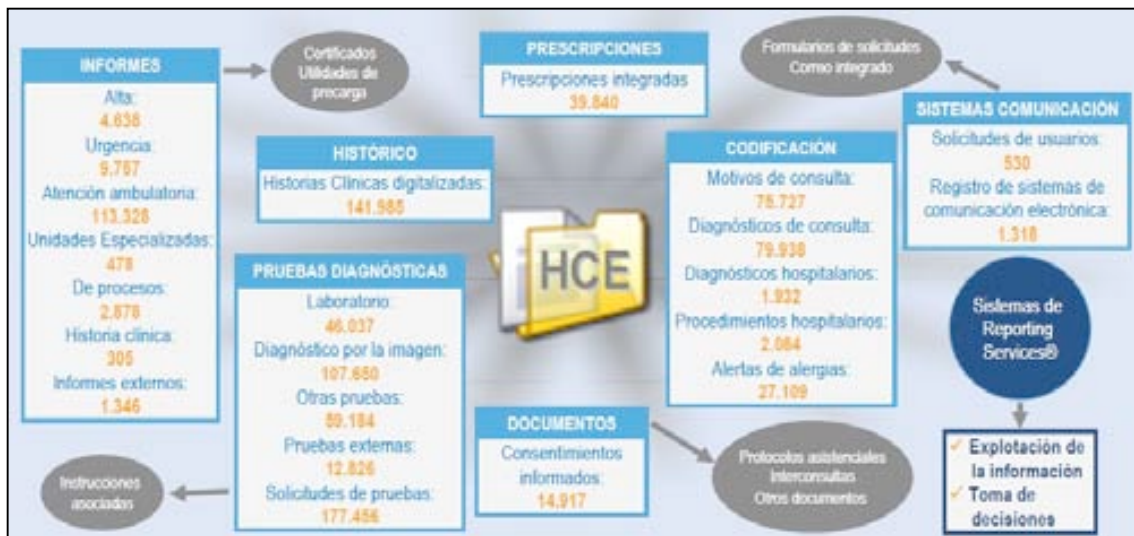 INFORMES
Alta:
4.638
Urgencia:
9.767
Atención ambulatoria:
113.328
Unidades Especializadas:
478
De procesos:
2.878
Historia clínica:
305
Informes externos:
1.346
Certificados
Utilidades de
precarga
PRESCRIPCIONES
Prescripciones integradas
39.840
Formularios de solicitudes
Correo integrado
HISTÓRICO
Historias Clínicas digitalizadas:
141.985
SISTEMAS COMUNICACIÓN
Solicitudes de usuarios:
530
Registro de sistemas de
comunicación electrónica:
1.318
CODIFICACIÓN
Motivos de consulta:
78.727
Diagnósticos de consulta:
79.938
Diagnósticos hospitalarios:
1.932
Procedimientos hospitalarios:
2.084
Alertas de alergias:
27.109
HCE
PRUEBAS DIAGNÓSTICAS
Laboratorio:
46.037
Diagnóstico por la imagen:
107.650
Otras pruebas:
59.184
Pruebas externas:
12.826
Solicitudes de pruebas:
177.456
Instrucciones
asociadas
DOCUMENTOS
Consentimientos
informados:
14.917
Protocolos asistenciales
Interconsultas
Otros documentos
Sistemas de
Reporting
Services®
✓ Explotación de
la información
✓ Toma de
decisiones